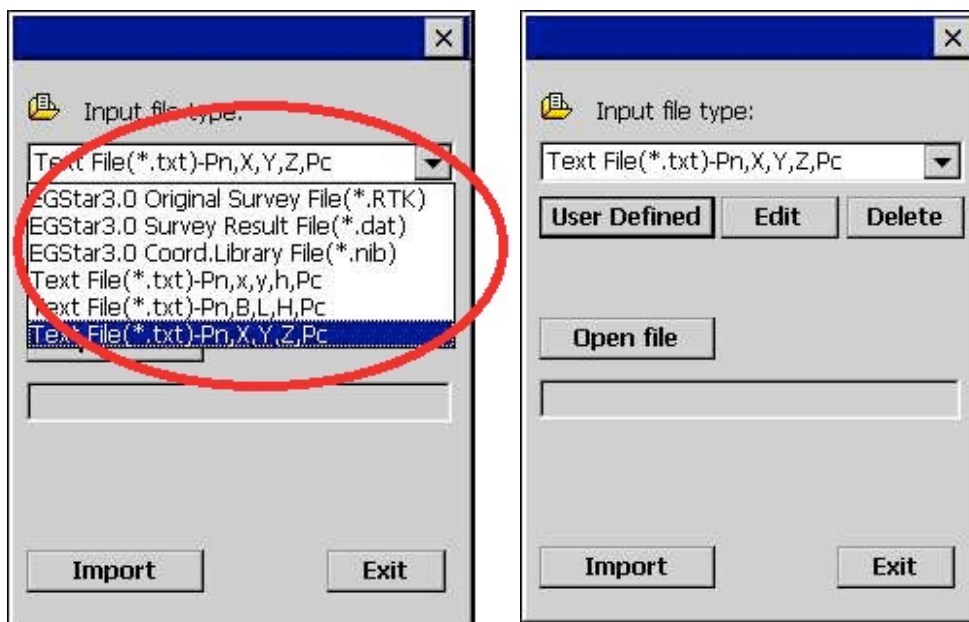 Input file type:
Text File(*.txt)-Pn,X,Y,Z,Pc
EGStar3.0 Original Survey File(*.RTK)
EGStar3.0 Survey Result File(*.dat)
EGStar3.0 Coord.Library File(*.nib)
Text File(*.txt)-Pn,x,y,h,Pc
Text File(*.txt)-Pn,B,L,H,Pc
Text File(*.txt)-Pn,X,Y,Z,Pc
Import
Exit
Input file type:
Text File(*.txt)-Pn,X,Y,Z,Pc
User Defined
Edit
Delete
Open file
Import
Exit